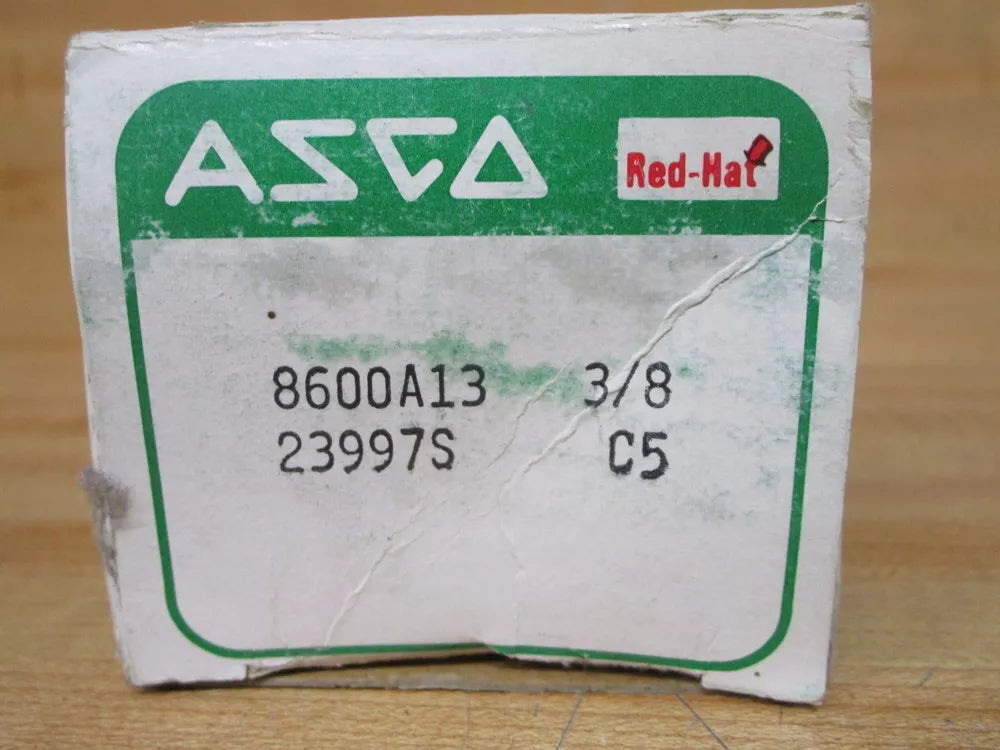 ASCO
Red-Hat
8600A13 3/8
23997S C5